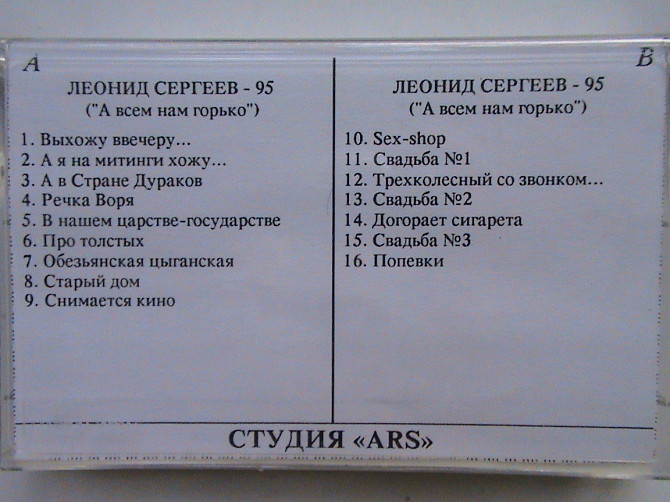 A
ЛЕОНИД СЕРГЕЕВ - 95
("А всем нам горько")
1. Выхожу ввечеру...
2. А я на митинги хожу...
3. А в Стране Дураков
4. Речка Воря
5. В нашем царстве-государстве
6. Про толстых
7. Обезьянская цыганская
8. Старый дом
9. Снимается кино
B
ЛЕОНИД СЕРГЕЕВ - 95
("А всем нам горько")
10. Sex-shop
11. Свадьба №1
12. Трехколесный со звонком...
13. Свадьба №2
14. Догорает сигарета
15. Свадьба №3
16. Попевки
СТУДИЯ «ARS»